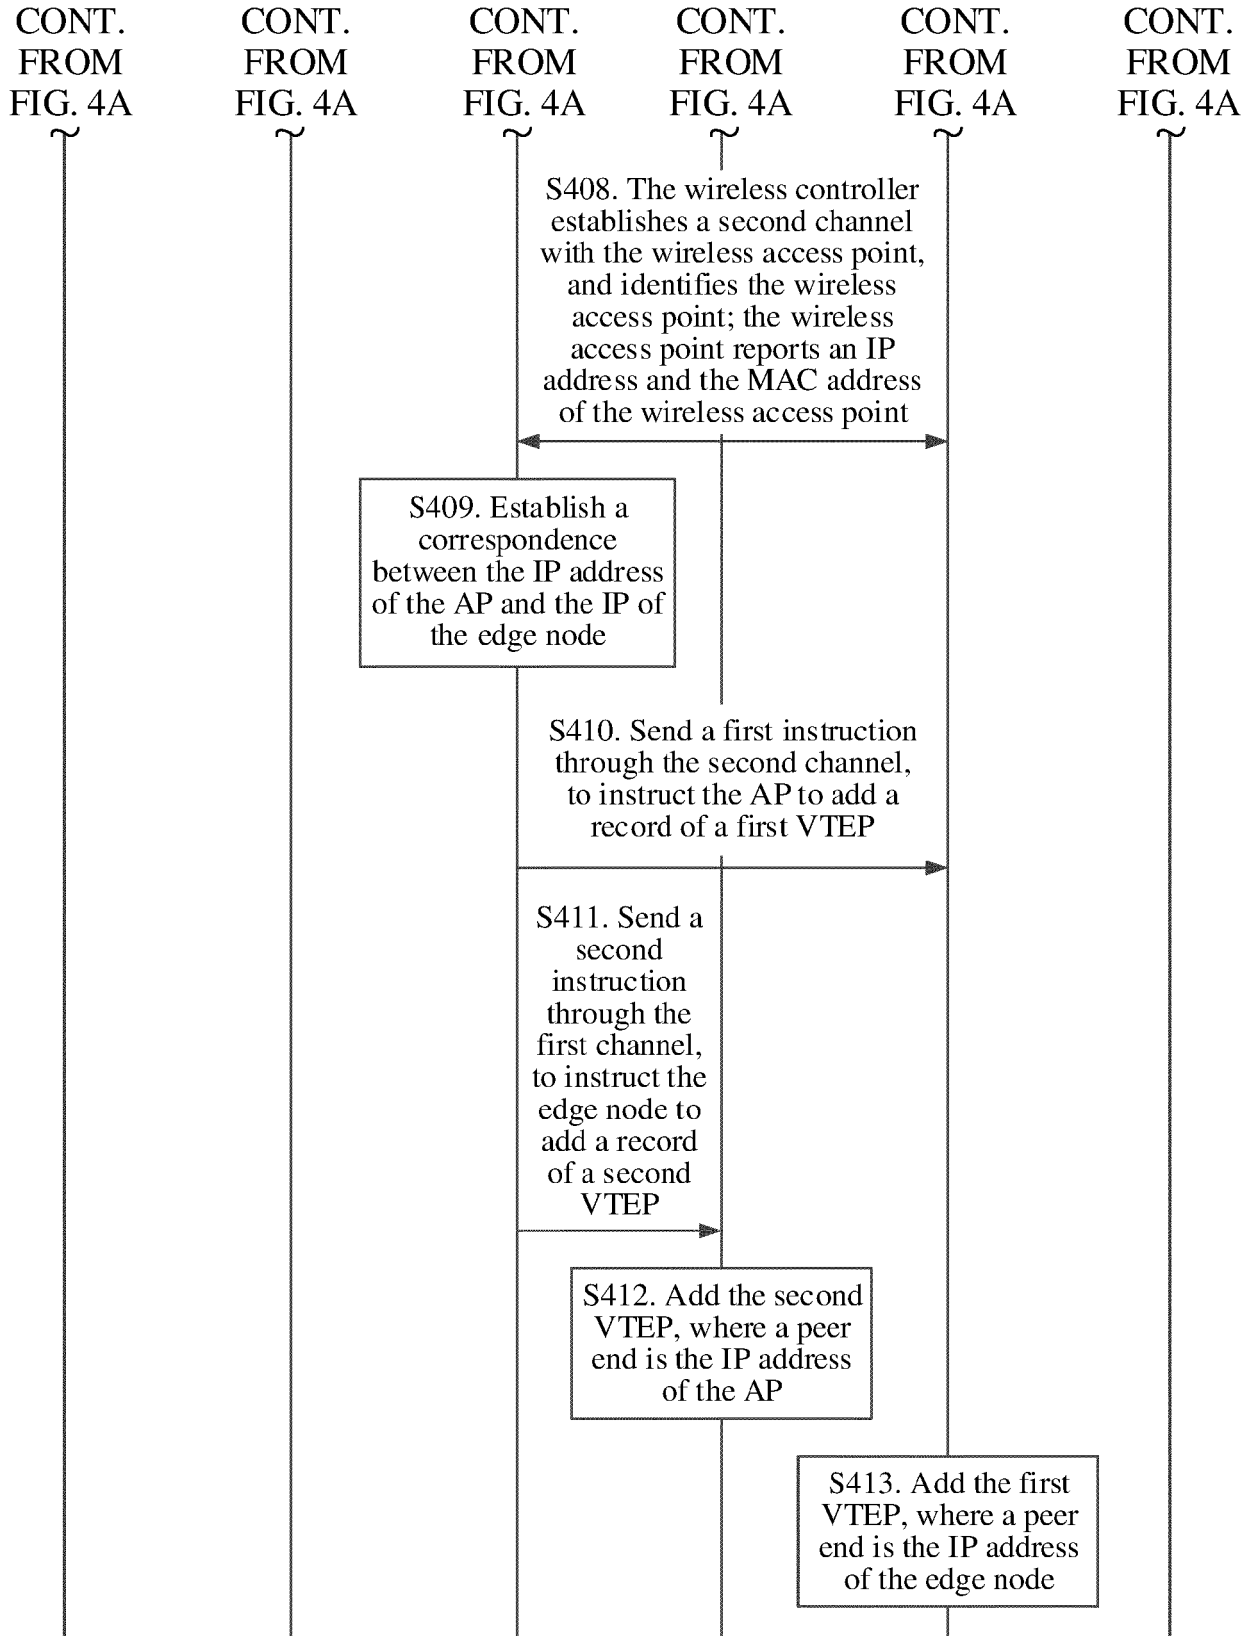 CONT. FROM FIG. 4A
CONT. FROM FIG. 4A
CONT. FROM FIG. 4A
CONT. FROM FIG. 4A
CONT. FROM FIG. 4A
CONT. FROM FIG. 4A
S408. The wireless controller
establishes a second channel
with the wireless access point,
and identifies the wireless
access point; the wireless
access point reports an IP
address and the MAC address
of the wireless access point
S409. Establish a
correspondence
between the IP address
of the AP and the IP of
the edge node
S410. Send a first instruction
through the second channel,
to instruct the AP to add a
record of a first VTEP
S411. Send a
second
instruction
through the
first channel,
to instruct the
edge node to
add a record
of a second
VTEP
S412. Add the second
VTEP, where a peer
end is the IP address
of the AP
S413. Add the first
VTEP, where a peer
end is the IP address
of the edge node